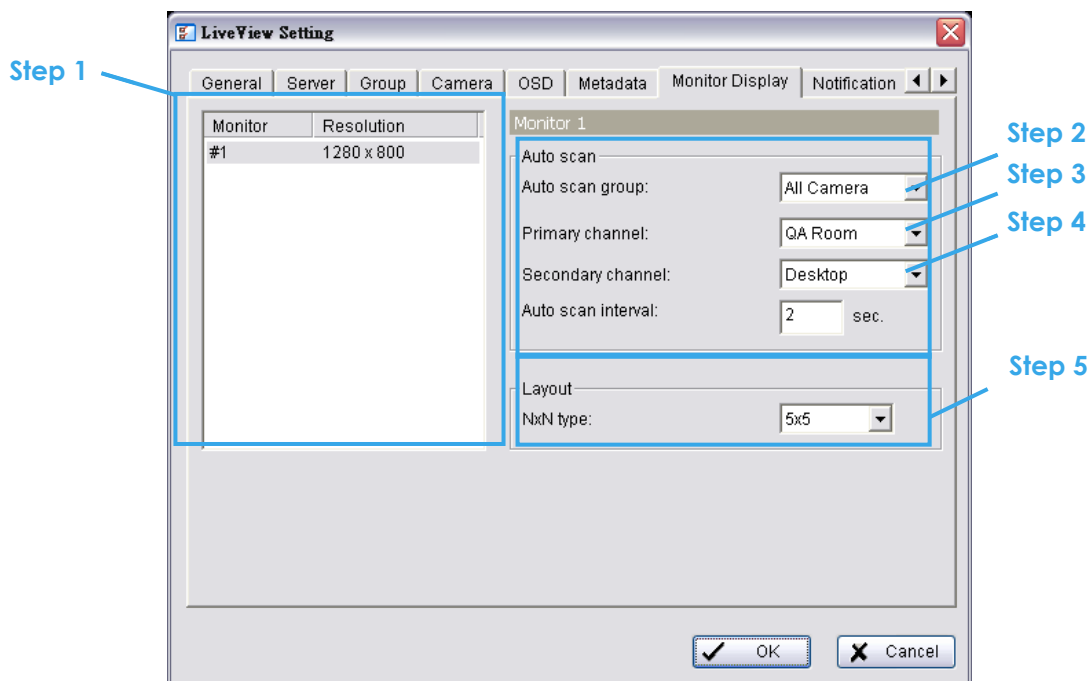 LiveView Setting
Step 1
General Server Group Camera OSD Metadata Monitor Display Notification
Monitor Resolution
#1 1280 x 800
Monitor 1
Auto scan
Auto scan group: All Camera
Step 2
Primary channel: QA Room
Step 3
Secondary channel: Desktop
Step 4
Auto scan interval: 2 sec.
Layout
NxN type: 5x5
Step 5
OK Cancel